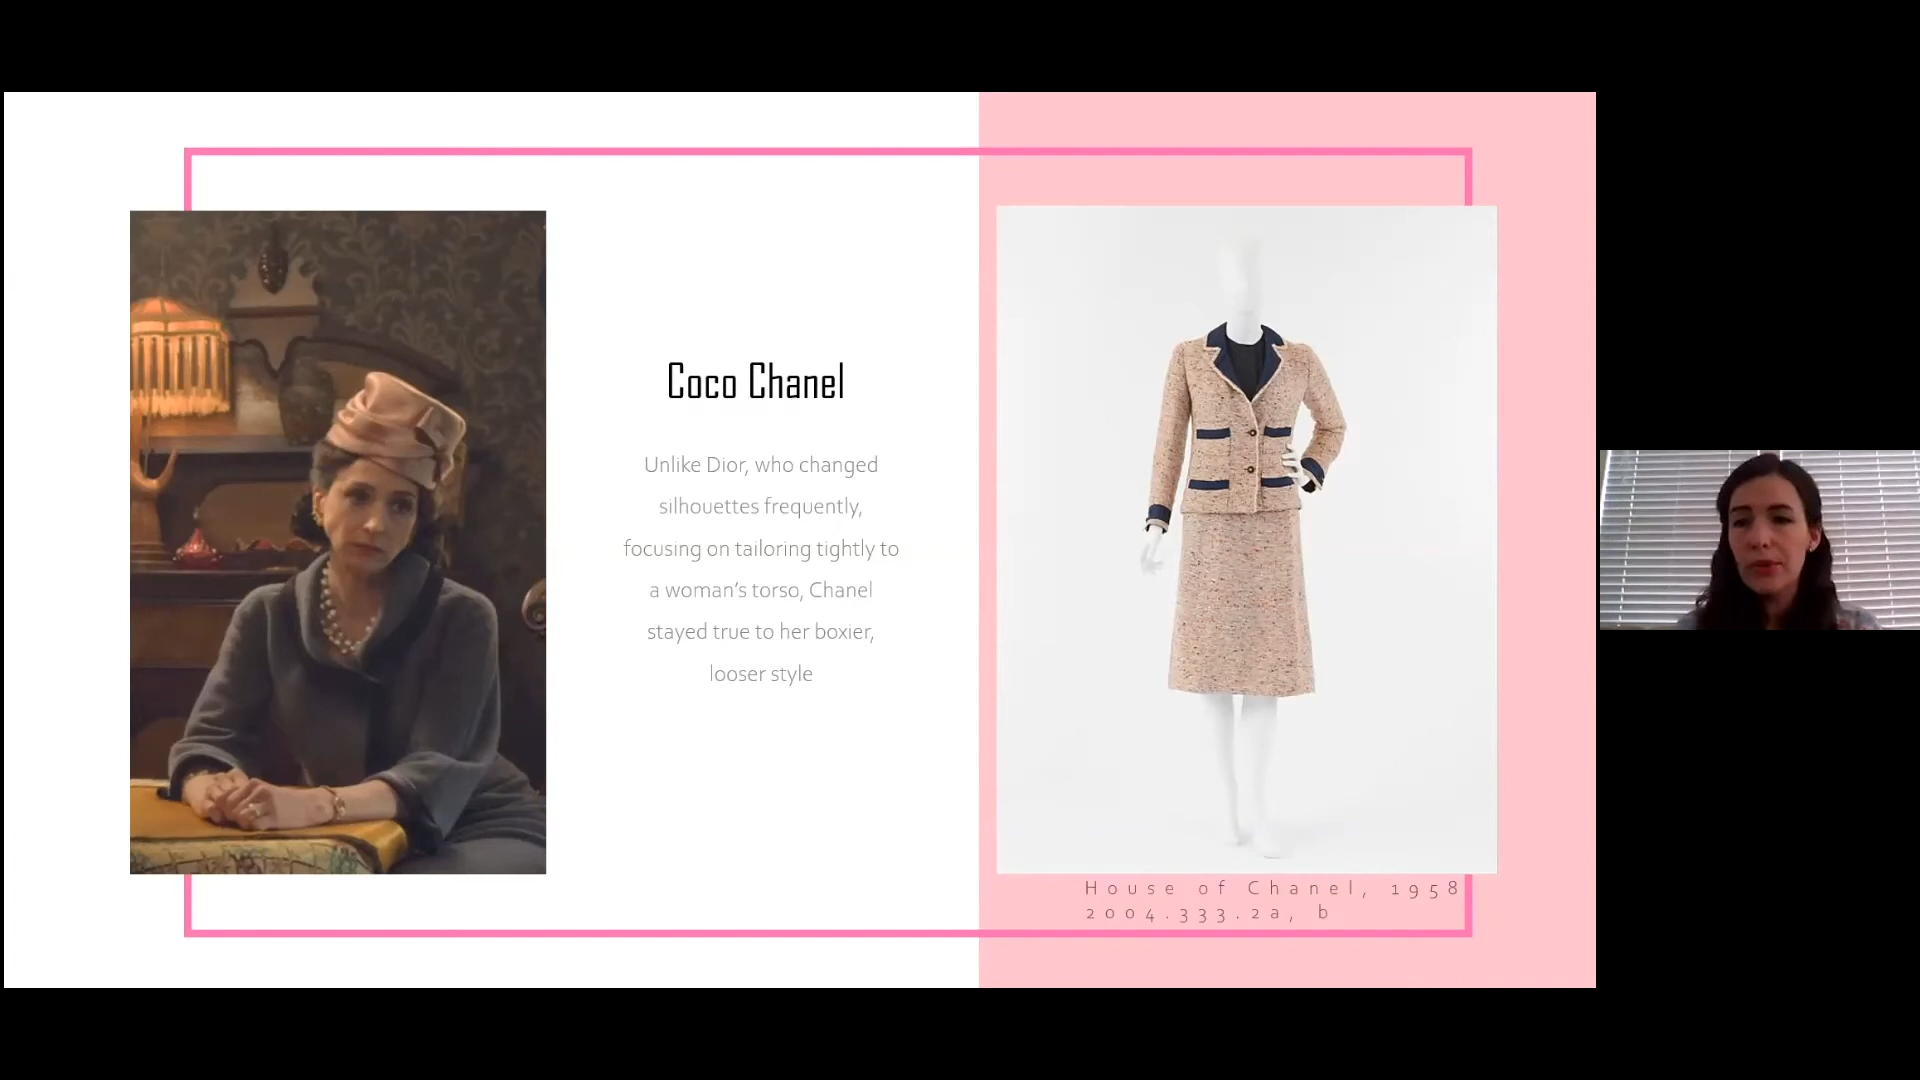 Coco Chanel
Unlike Dior, who changed
silhouettes frequently,
focusing on tailoring tightly to
a woman's torso, Chanel
stayed true to her boxier,
looser style
House of Chanel, 1958
2004.333.2a, b